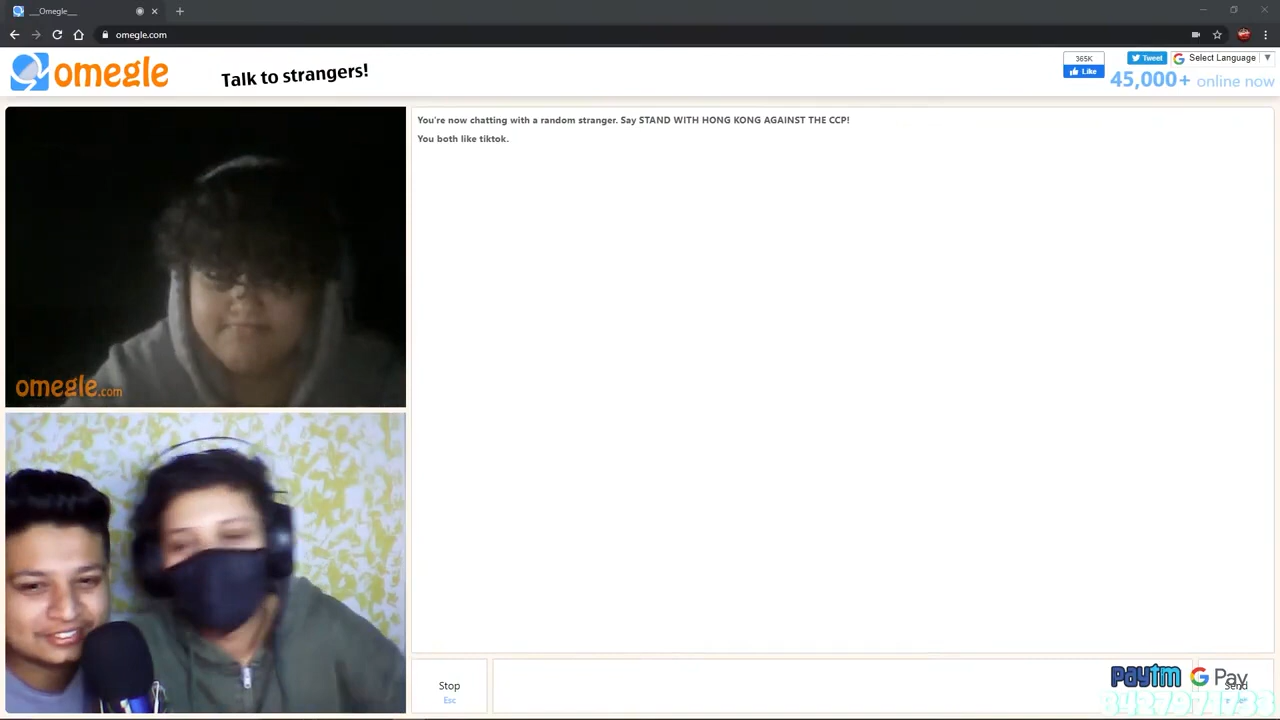 __Omegle__
omegle.com
omegle
Talk to strangers!
365K
Like
Tweet
Select Language
45,000+ online now
You're now chatting with a random stranger. Say STAND WITH HONG KONG AGAINST THE CCP!
You both like tiktok.
omegle.com
Stop
Esc
Paytm
G Pay
Send